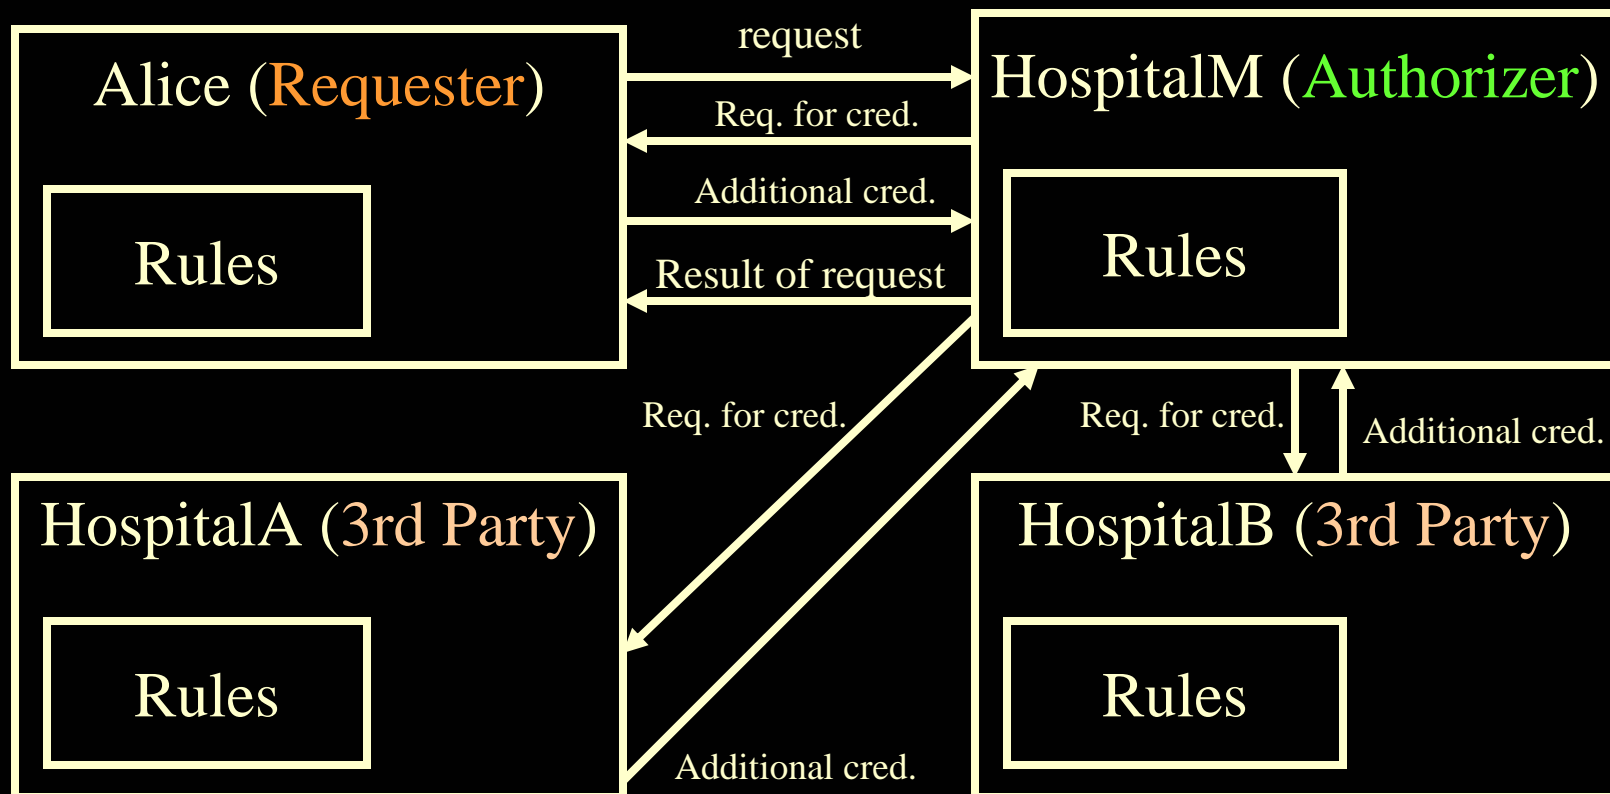 request
Alice (Requester)
HospitalM (Authorizer)
Req. for cred.
Additional cred.
Rules
Result of request
Rules
Req. for cred.
Req. for cred.
Additional cred.
HospitalA (3rd Party)
HospitalB (3rd Party)
Rules
Rules
Additional cred.